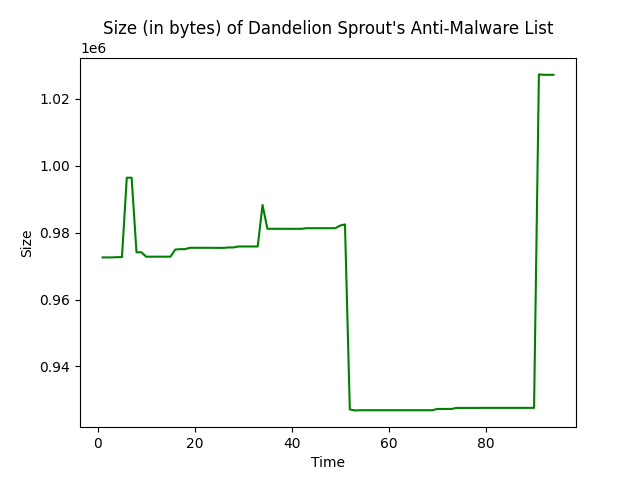 Size (in bytes) of Dandelion Sprout's Anti-Malware List
1e6
1.02
1.00
0.98
0.96
0.94
Size
0 20 40 60 80
Time